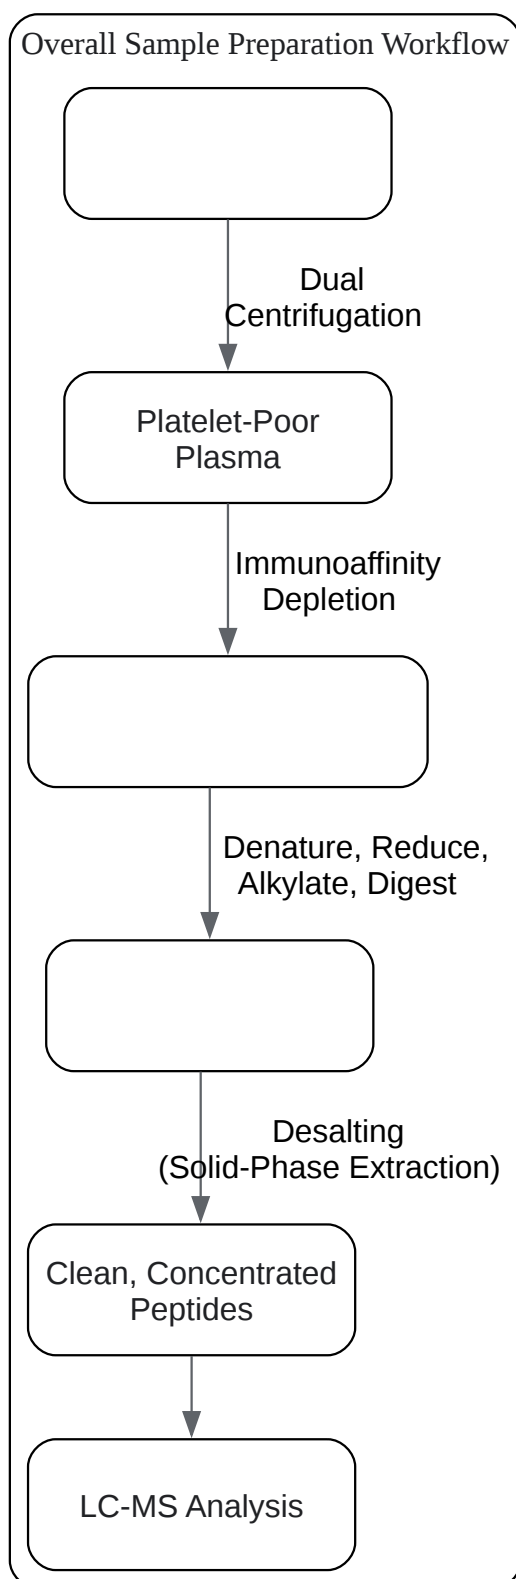 Overall Sample Preparation Workflow
Dual
Centrifugation
Platelet-Poor
Plasma
Immunoaffinity
Depletion
Denature, Reduce,
Alkylate, Digest
Desalting
(Solid-Phase Extraction)
Clean, Concentrated
Peptides
LC-MS Analysis